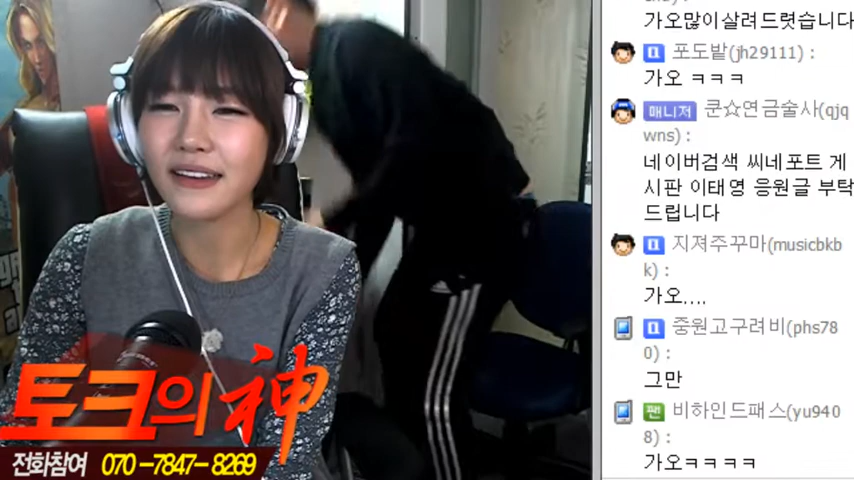 가오많이살려드렷습니다
포도밭(jh29111) :
가오 ㅋㅋㅋ
매니저 쿤☆연금술사(qjq
wns) :
네이버검색 씨네포트 게
시판 이태영 응원글 부탁
드립니다
지져주꾸마(musicbkb
k) :
가오....
중원고구려비(phs78
0) :
그만
팬 비하인드패스(yu940
8) :
가오ㅋㅋㅋㅋ
토크의 神
전화참여 070-7847-8269